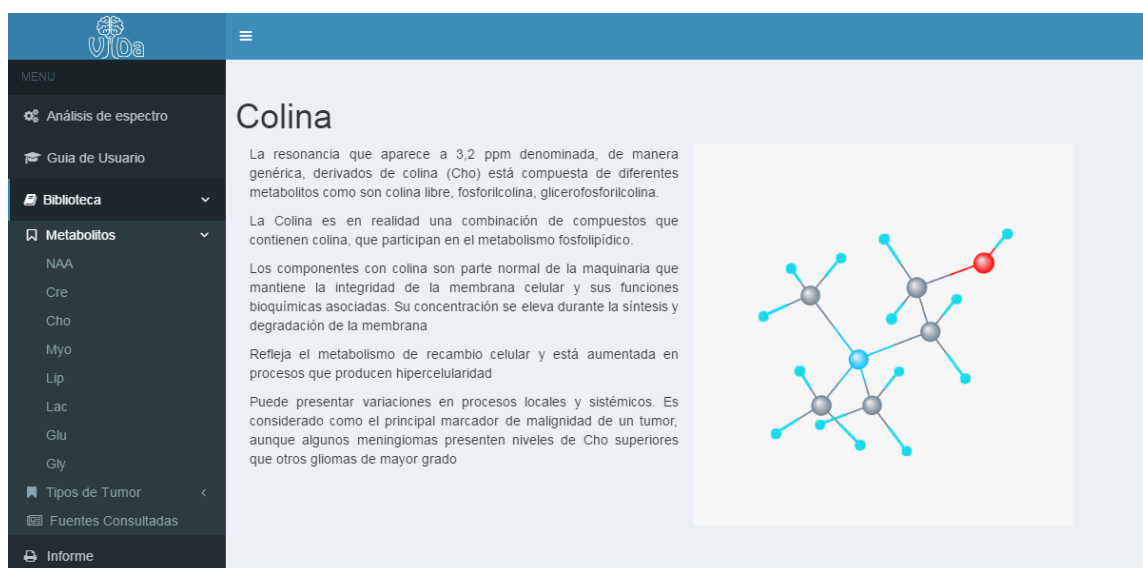 VIDa
MENU
Análisis de espectro
Guia de Usuario
Biblioteca
Metabolitos
NAA
Cre
Cho
Myo
Lip
Lac
Glu
Gly
Tipos de Tumor
Fuentes Consultadas
Informe
Colina
La resonancia que aparece a 3,2 ppm denominada, de manera
genérica, derivados de colina (Cho) está compuesta de diferentes
metabolitos como son colina libre, fosforilcolina, glicerofosforilcolina.
La Colina es en realidad una combinación de compuestos que
contienen colina, que participan en el metabolismo fosfolipídico.
Los componentes con colina son parte normal de la maquinaria que
mantiene la integridad de la membrana celular y sus funciones
bioquímicas asociadas. Su concentración se eleva durante la síntesis y
degradación de la membrana
Refleja el metabolismo de recambio celular y está aumentada en
procesos que producen hipercelularidad
Puede presentar variaciones en procesos locales y sistémicos. Es
considerado como el principal marcador de malignidad de un tumor,
aunque algunos meningiomas presenten niveles de Cho superiores
que otros gliomas de mayor grado